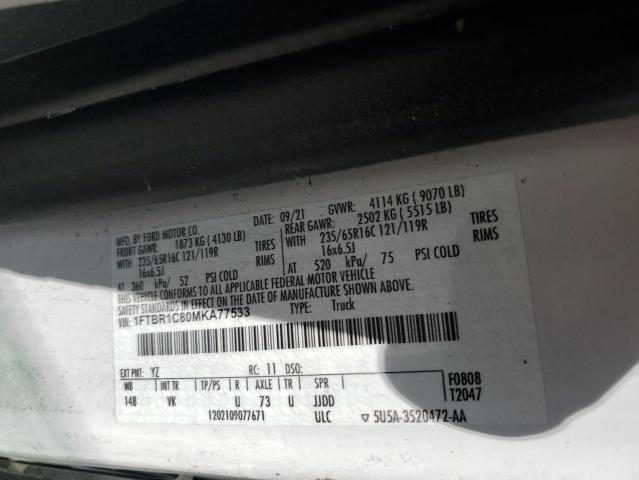 MFD. BY FORD MOTOR CO.
DATE: 09/21 GVWR: 4114 KG ( 9070 LB)
FRONT GAWR: 1873 KG ( 4130 LB) REAR GAWR: 2502 KG ( 5515 LB)
WITH 235/65R16C 121/119R TIRES WITH 235/65R16C 121/119R TIRES
16x6.5J RIMS 16x6.5J RIMS
AT 360 kPa/ 52 PSI COLD AT 520 kPa/ 75 PSI COLD
THIS VEHICLE CONFORMS TO ALL APPLICABLE FEDERAL MOTOR VEHICLE
SAFETY STANDARDS IN EFFECT ON THE DATE OF MANUFACTURE SHOWN ABOVE.
VIN: 1FTBR1C80MKA77533 TYPE: Truck
EXT PNT: YZ RC: 11 DSO: F0808
WB INT TR TP/PS R AXLE TR SPR T2047
148 VK U 73 U JJDD
1202109077671 ULC ▽ 5U5A-3520472-AA